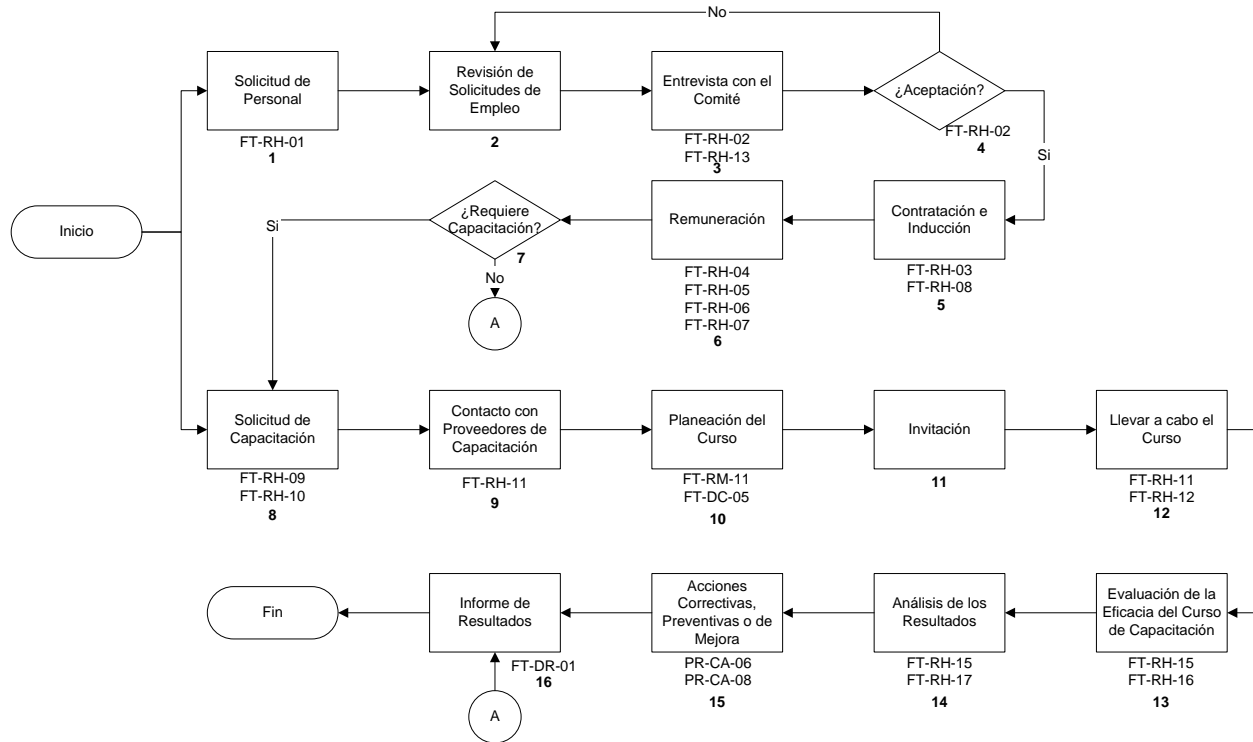 No
Solicitud de
Personal
FT-RH-01
1
Revisión de
Solicitudes de
Empleo
2
Entrevista con el
Comité
FT-RH-02
FT-RH-13
3
¿Aceptación?
FT-RH-02
4
Si
Inicio
Si
¿Requiere
Capacitación?
7
No
A
Remuneración
FT-RH-04
FT-RH-05
FT-RH-06
FT-RH-07
6
Contratación e
Inducción
FT-RH-03
FT-RH-08
5
Solicitud de
Capacitación
FT-RH-09
FT-RH-10
8
Contacto con
Proveedores de
Capacitación
FT-RH-11
9
Planeación del
Curso
FT-RM-11
FT-DC-05
10
Invitación
11
Llevar a cabo el
Curso
FT-RH-11
FT-RH-12
12
Fin
Informe de
Resultados
FT-DR-01
16
A
Acciones
Correctivas,
Preventivas o de
Mejora
PR-CA-06
PR-CA-08
15
Análisis de los
Resultados
FT-RH-15
FT-RH-17
14
Evaluación de la
Eficacia del Curso
de Capacitación
FT-RH-15
FT-RH-16
13